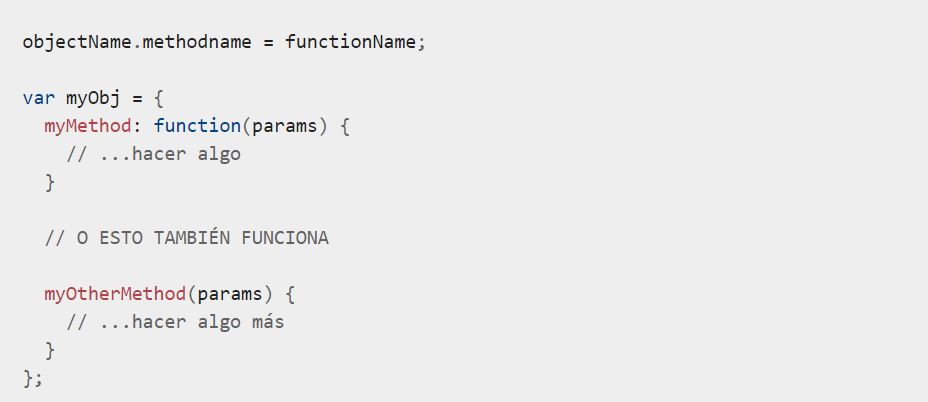 objectName.methodname = functionName;
var myObj = {
myMethod: function(params) {
// ...hacer algo
}
// O ESTO TAMBIÉN FUNCIONA
myOtherMethod(params) {
// ...hacer algo más
}
};